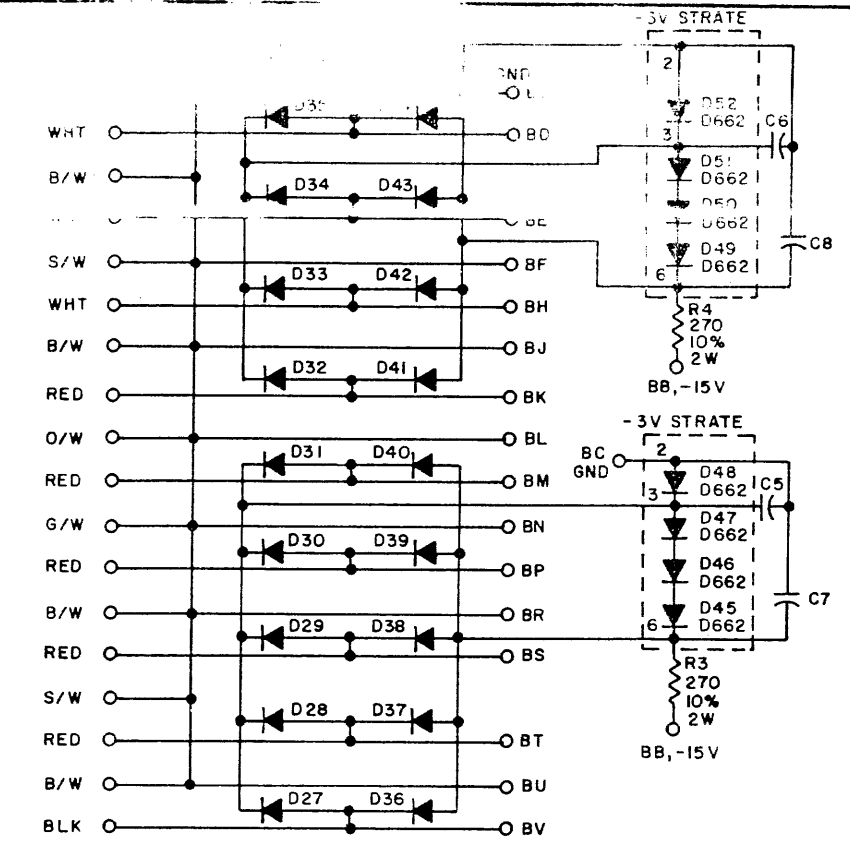 -3V STRATE
2
GND
D35
D52
D662
C6
WHT
BD
3
D51
D662
B/W
D34
D43
D50
D662
BE
D49
D662
C8
S/W
BF
D33
D42
6
WHT
BH
R4
270
10%
2W
B/W
BJ
D32
D41
BB,-15V
RED
BK
-3V STRATE
O/W
BL
D31
D40
BC
GND
2
D48
D662
C5
RED
BM
3
G/W
BN
D47
D662
D30
D39
RED
BP
D46
D662
B/W
BR
D45
D662
C7
D29
D38
6
RED
BS
R3
270
10%
2W
S/W
D28
D37
RED
BT
BB,-15V
B/W
BU
D27
D36
BLK
BV